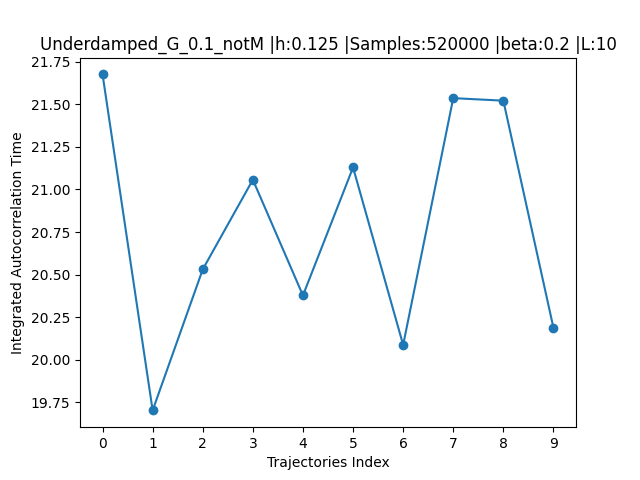 Underdamped_G_0.1_notM |h:0.125 |Samples:520000 |beta:0.2 |L:10
21.75
21.50
21.25
21.00
20.75
20.50
20.25
20.00
19.75
Integrated Autocorrelation Time
0 1 2 3 4 5 6 7 8 9
Trajectories Index